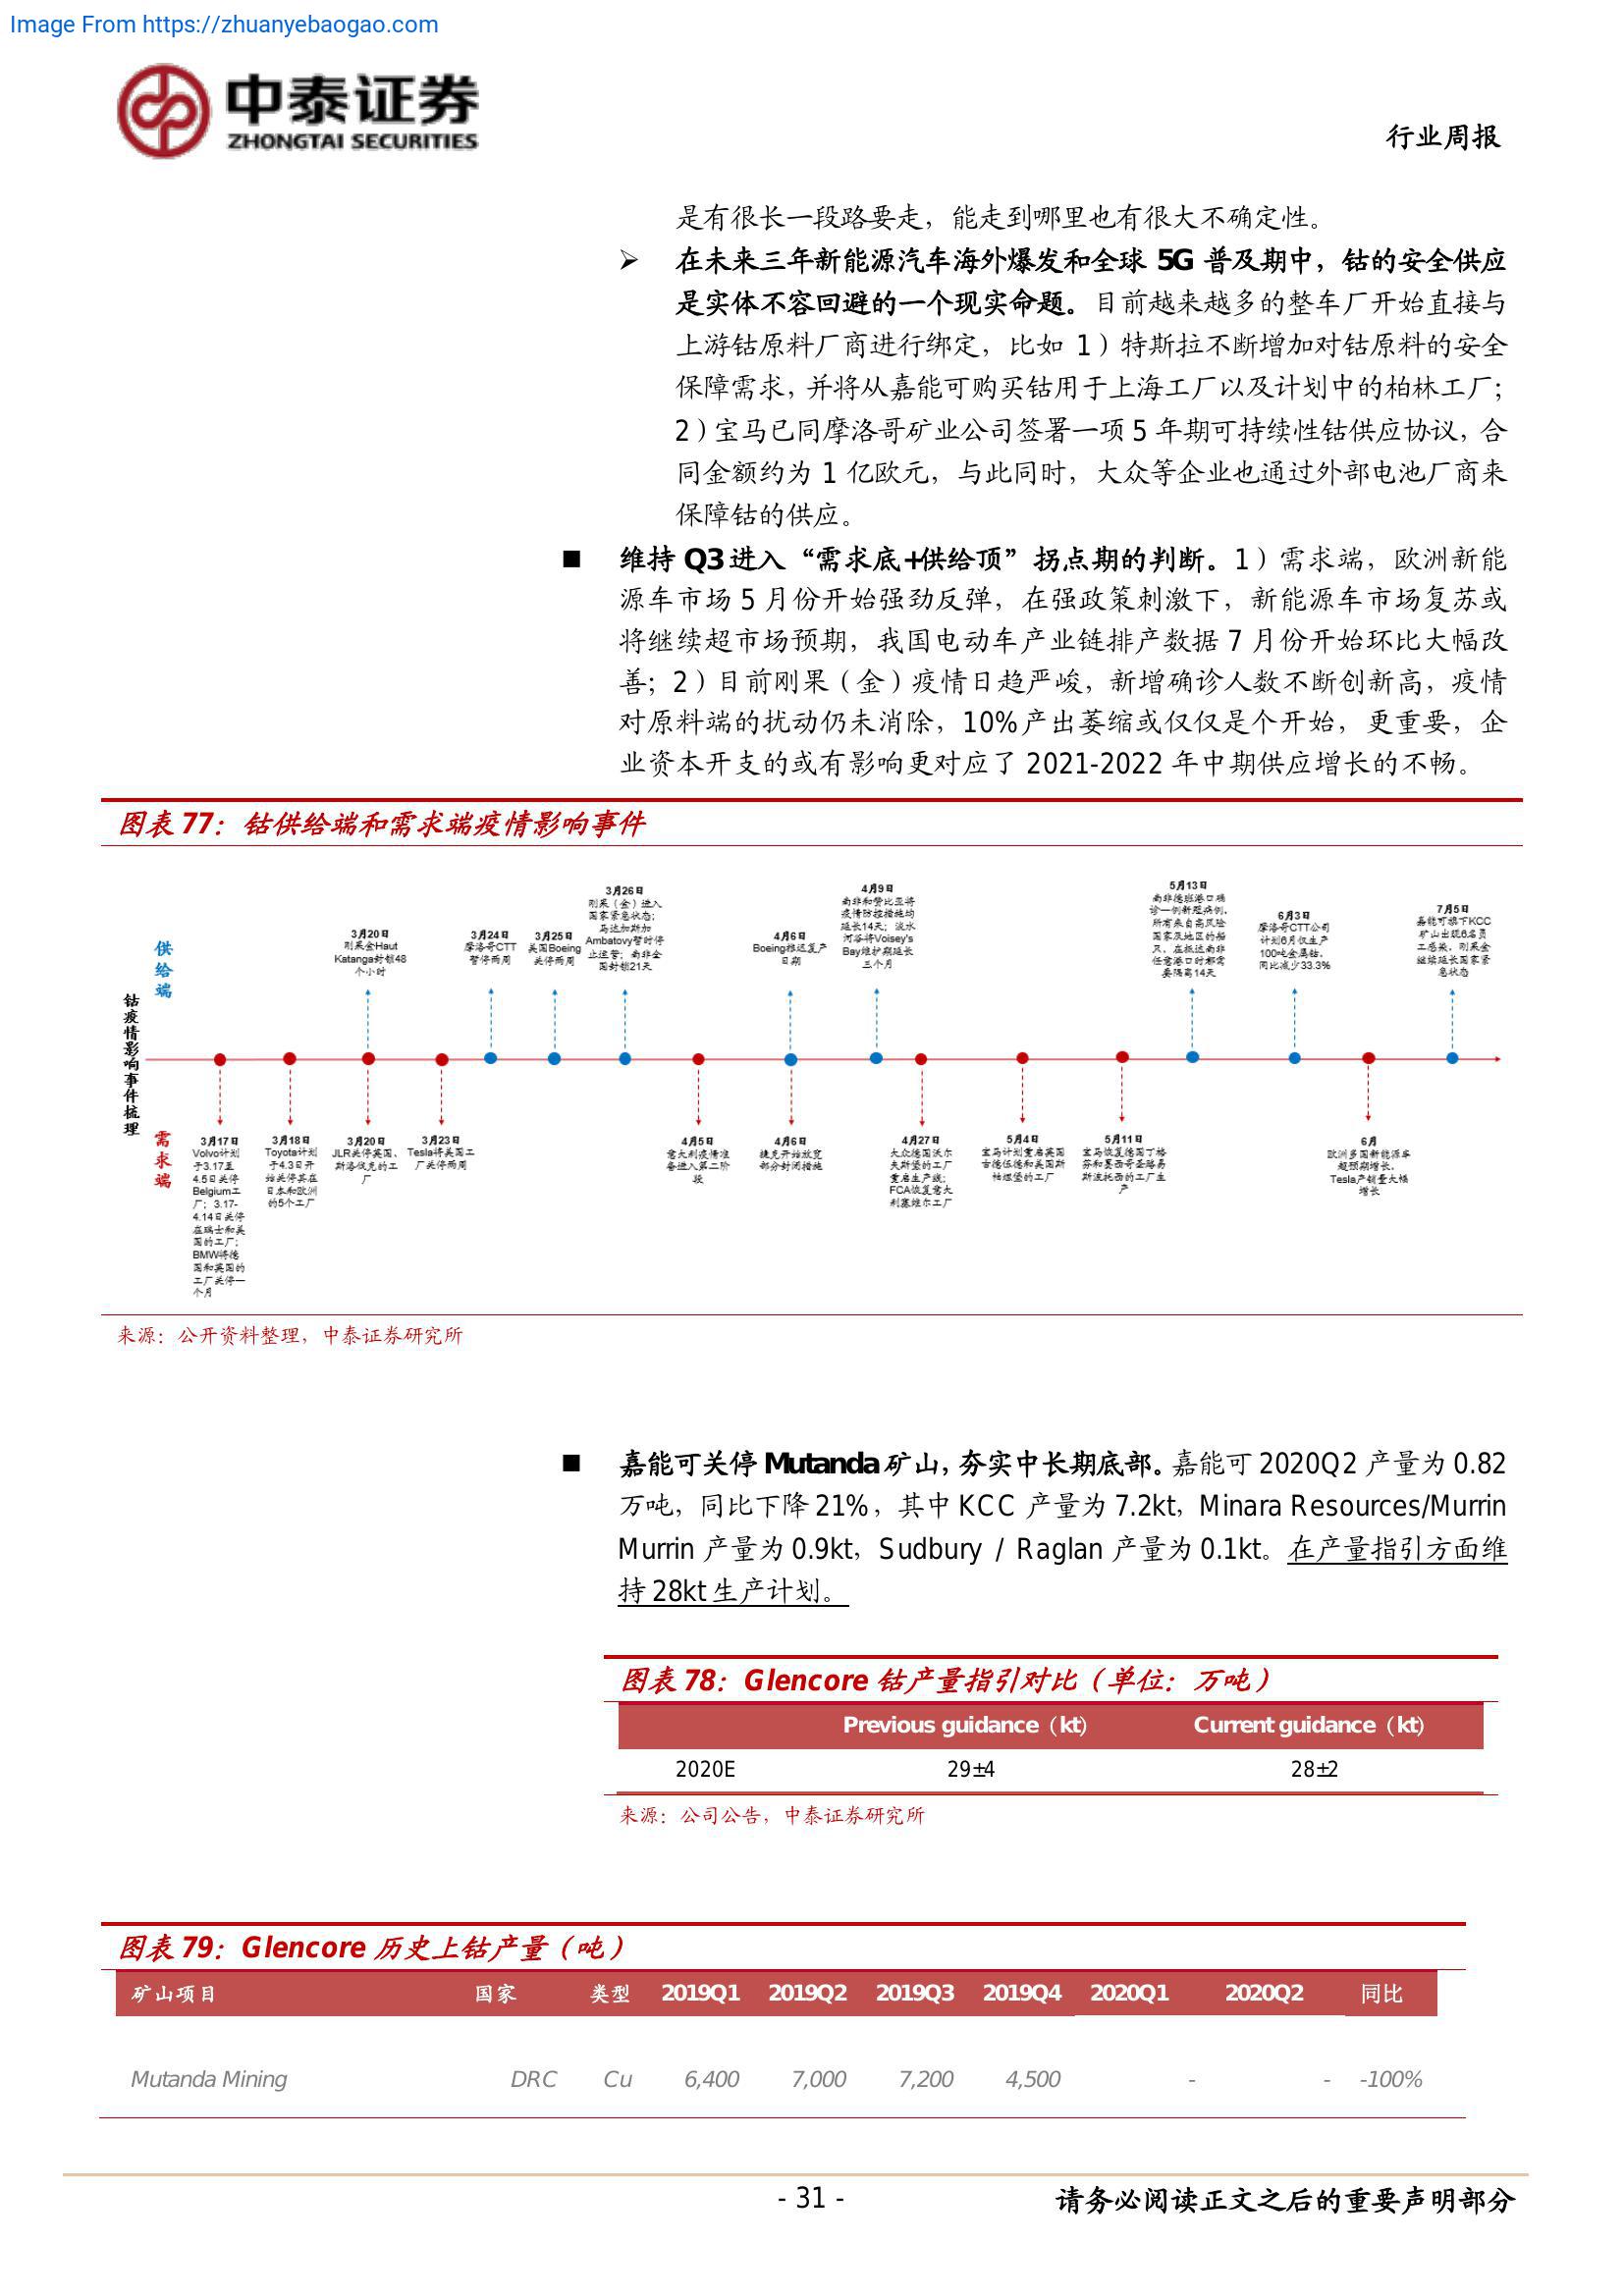 Image From https://zhuanyebaogao.com
中泰证券
ZHONGTAI SECURITIES
行业周报
是有很长一段路要走，能走到哪里也有很大不确定性。
➢ 在未来三年新能源汽车海外爆发和全球 5G 普及期中，钴的安全供应
是实体不容回避的一个现实命题。目前越来越多的整车厂开始直接与
上游钴原料厂商进行绑定，比如 1）特斯拉不断增加对钴原料的安全
保障需求，并将从嘉能可购买钴用于上海工厂以及计划中的柏林工厂；
2）宝马已同摩洛哥矿业公司签署一项 5 年期可持续性钴供应协议，合
同金额约为 1 亿欧元，与此同时，大众等企业也通过外部电池厂商来
保障钴的供应。
■ 维持 Q3 进入“需求底+供给顶”拐点期的判断。1）需求端，欧洲新能
源车市场 5 月份开始强劲反弹，在强政策刺激下，新能源车市场复苏或
将继续超市场预期，我国电动车产业链排产数据 7 月份开始环比大幅改
善；2）目前刚果（金）疫情日趋严峻，新增确诊人数不断创新高，疫情
对原料端的扰动仍未消除，10%产出萎缩或仅仅是个开始，更重要，企
业资本开支的或有影响更对应了 2021-2022 年中期供应增长的不畅。
图表 77：钴供给端和需求端疫情影响事件
钴疫情影响事件梳理
供给端
3月20日
刚果金Haut
Katanga封锁48
个小时
3月24日
摩洛哥CTT
暂停两周
3月25日
美国Boeing
关停两周
3月26日
刚果（金）进入
国家紧急状态；
马达加斯加
Ambatovy暂时停
止运营；南非全
国封锁21天
4月6日
Boeing推迟复产
日期
4月9日
南非和赞比亚将
疫情防控措施均
延长14天；淡水
河谷将Voisey's
Bay维护期延长
三个月
5月13日
南非德班港口确
诊一例新冠病例，
所有来自高风险
国家及地区的船
只，在抵达南非
任意港口时都需
要隔离14天
6月3日
摩洛哥CTT公司
计划6月仅生产
100吨金属钴，
同比减少33.3%
7月5日
嘉能可旗下KCC
矿山出现6名员
工感染，刚果金
继续延长国家紧
急状态
需求端
3月17日
Volvo计划
于3.17至
4.5日关停
Belgium工
厂；3.17-
4.14日关停
在瑞士和美
国的工厂；
BMW将德
国和英国的
工厂关停一
个月
3月18日
Toyota计划
于4.3日开
始关停其在
日本和欧洲
的5个工厂
3月20日
JLR关停英国、
斯洛伐克的工
厂
3月23日
Tesla将美国工
厂关停两周
4月5日
意大利疫情准
备进入第二阶
段
4月6日
捷克开始放宽
部分封闭措施
4月27日
大众德国沃尔
夫斯堡的工厂
重启生产线；
FCA恢复意大
利塞维尔工厂
5月4日
宝马计划重启英国
古德伍德和美国斯
帕坦堡的工厂
5月11日
宝马恢复德国丁格
芬和墨西哥圣路易
斯波托西的工厂生
产
6月
欧洲多国新能源车
超预期增长，
Tesla产销量大幅
增长
来源：公开资料整理，中泰证券研究所
■ 嘉能可关停 Mutanda 矿山，夯实中长期底部。嘉能可 2020Q2 产量为 0.82
万吨，同比下降 21%，其中 KCC 产量为 7.2kt，Minara Resources/Murrin
Murrin 产量为 0.9kt，Sudbury / Raglan 产量为 0.1kt。在产量指引方面维
持 28kt 生产计划。
图表 78：Glencore 钴产量指引对比（单位：万吨）
Previous guidance（kt） Current guidance（kt）
2020E 29±4 28±2
来源：公司公告，中泰证券研究所
图表 79：Glencore 历史上钴产量（吨）
矿山项目 国家 类型 2019Q1 2019Q2 2019Q3 2019Q4 2020Q1 2020Q2 同比
Mutanda Mining DRC Cu 6,400 7,000 7,200 4,500 - - -100%
- 31 -
请务必阅读正文之后的重要声明部分